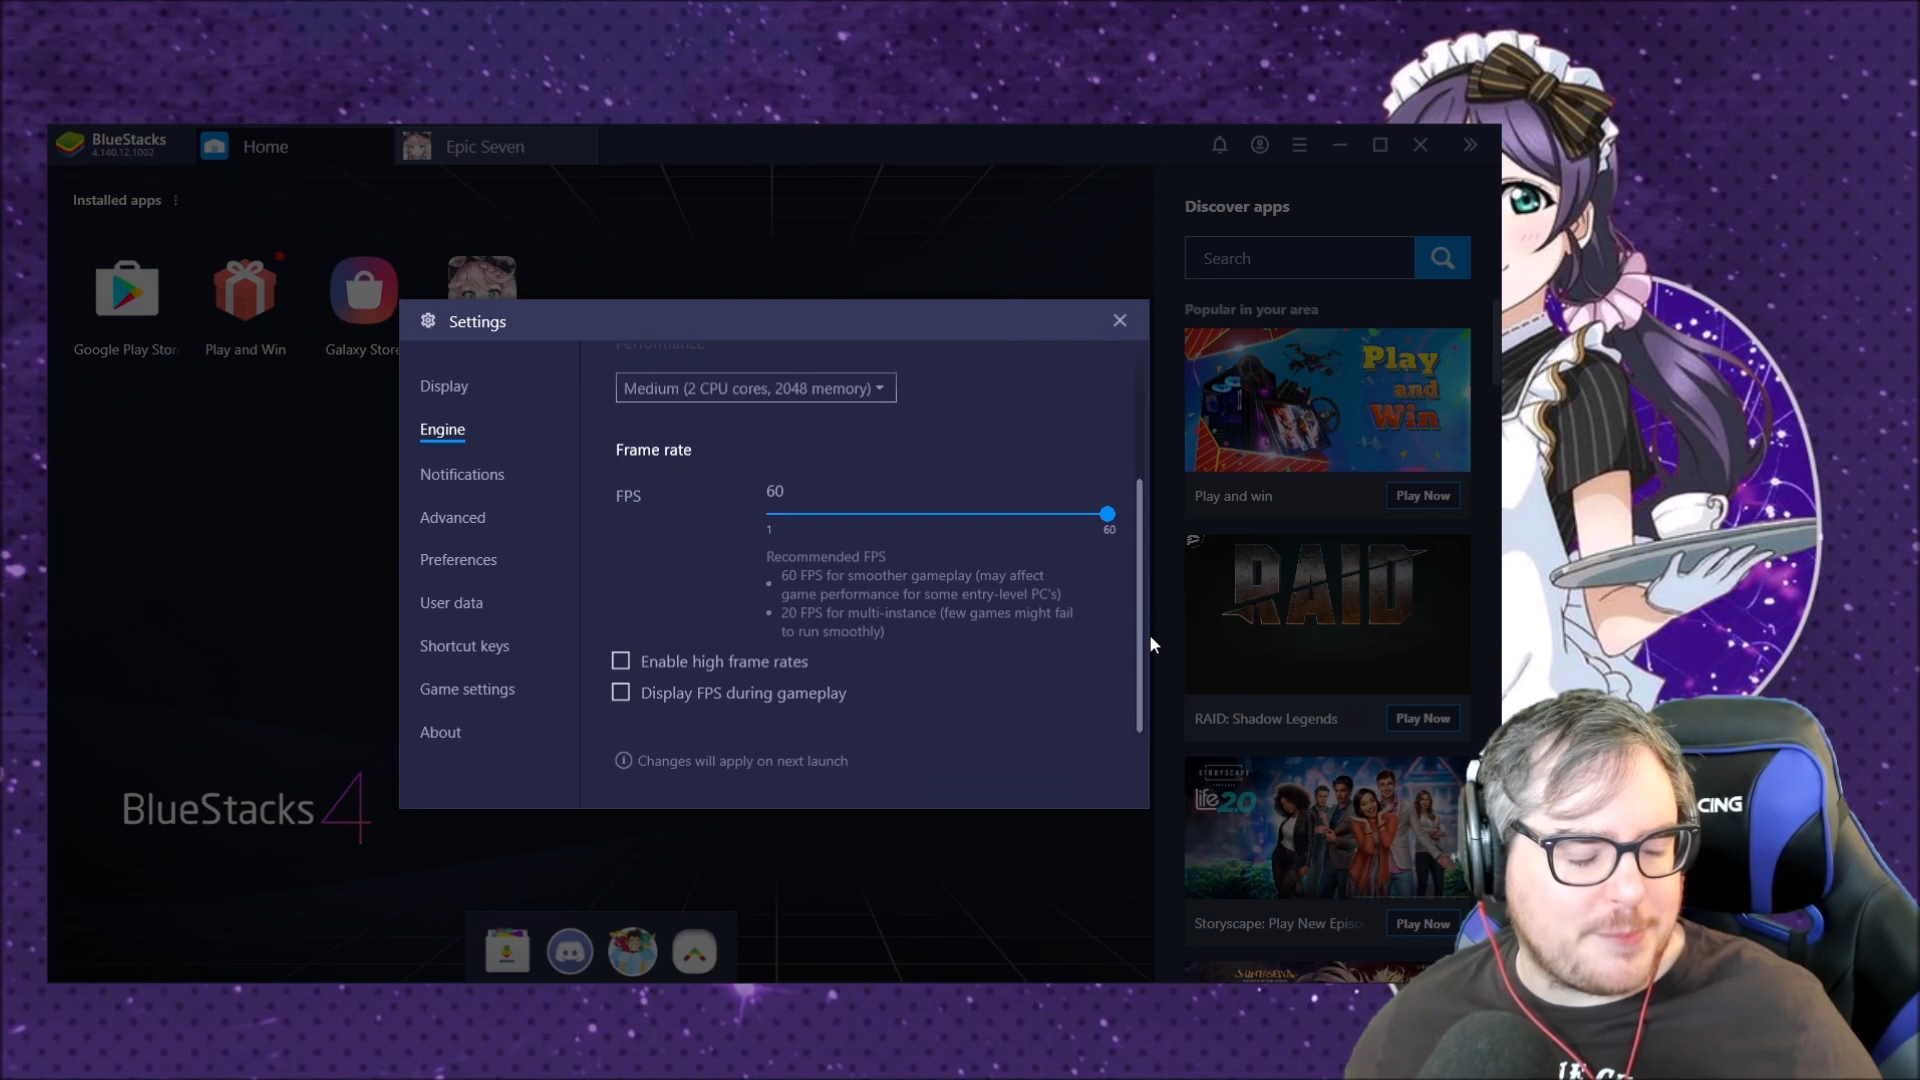 BlueStacks
4.140.12.1002
Home
Epic Seven
Installed apps
Google Play Stor
Play and Win
Galaxy Store
Discover apps
Search
Popular in your area
Play
and
Win
Play and win
Play Now
RAID
RAID: Shadow Legends
Play Now
STORYSCAPE
life 2.0
Storyscape: Play New Episo
Play Now
Settings
Performance
Display
Engine
Notifications
Advanced
Preferences
User data
Shortcut keys
Game settings
About
Medium (2 CPU cores, 2048 memory)
Frame rate
FPS
60
1
60
Recommended FPS
• 60 FPS for smoother gameplay (may affect
game performance for some entry-level PC's)
• 20 FPS for multi-instance (few games might fail
to run smoothly)
Enable high frame rates
Display FPS during gameplay
Changes will apply on next launch
BlueStacks 4
CING